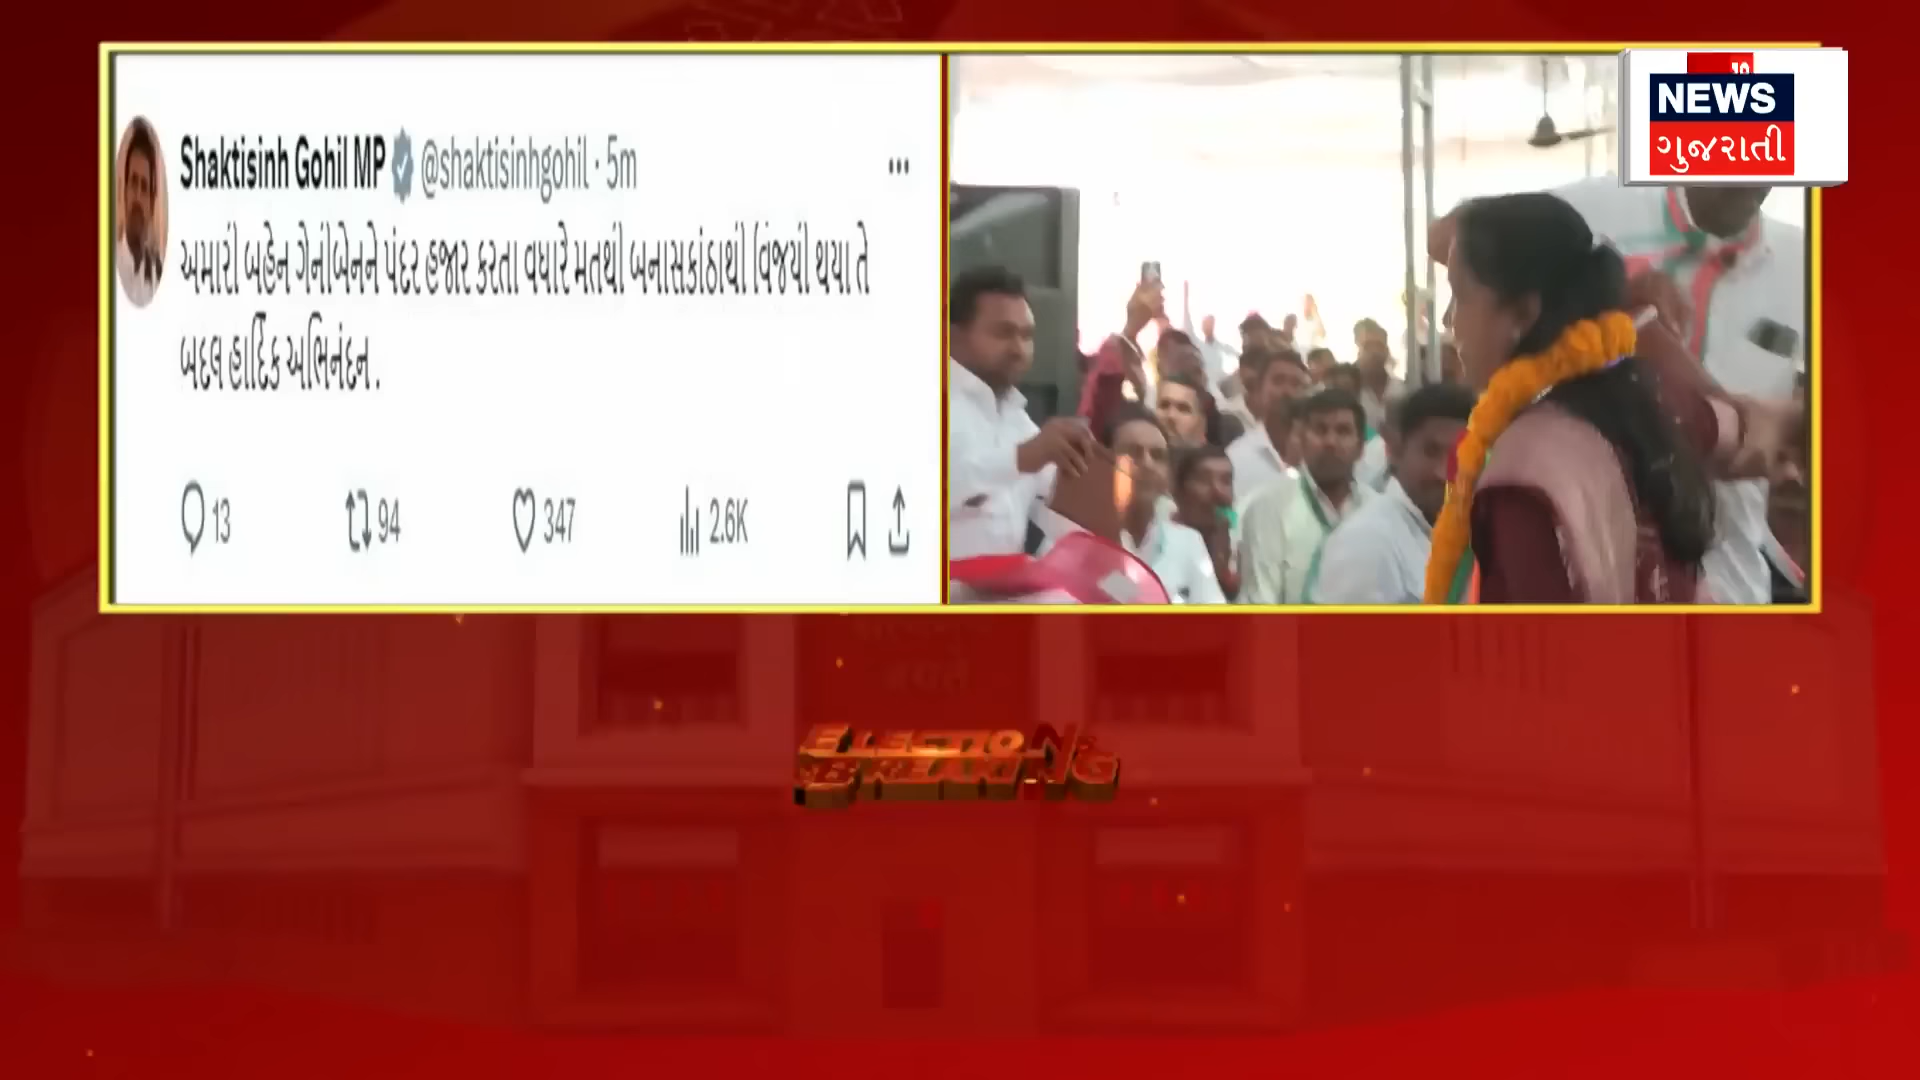 Shaktisinh Gohil MP @shaktisinhgohil · 5m
અમારી બહેન ગેનીબેનને પંદર હજાર કરતા વધારે મતથી બનાસકાંઠાથી વિજયી થયા તે
બદલ હાર્દિક અભિનંદન .
13 94 347 2.6K
18
NEWS
ગુજરાતી
ELECTION
BREAKING